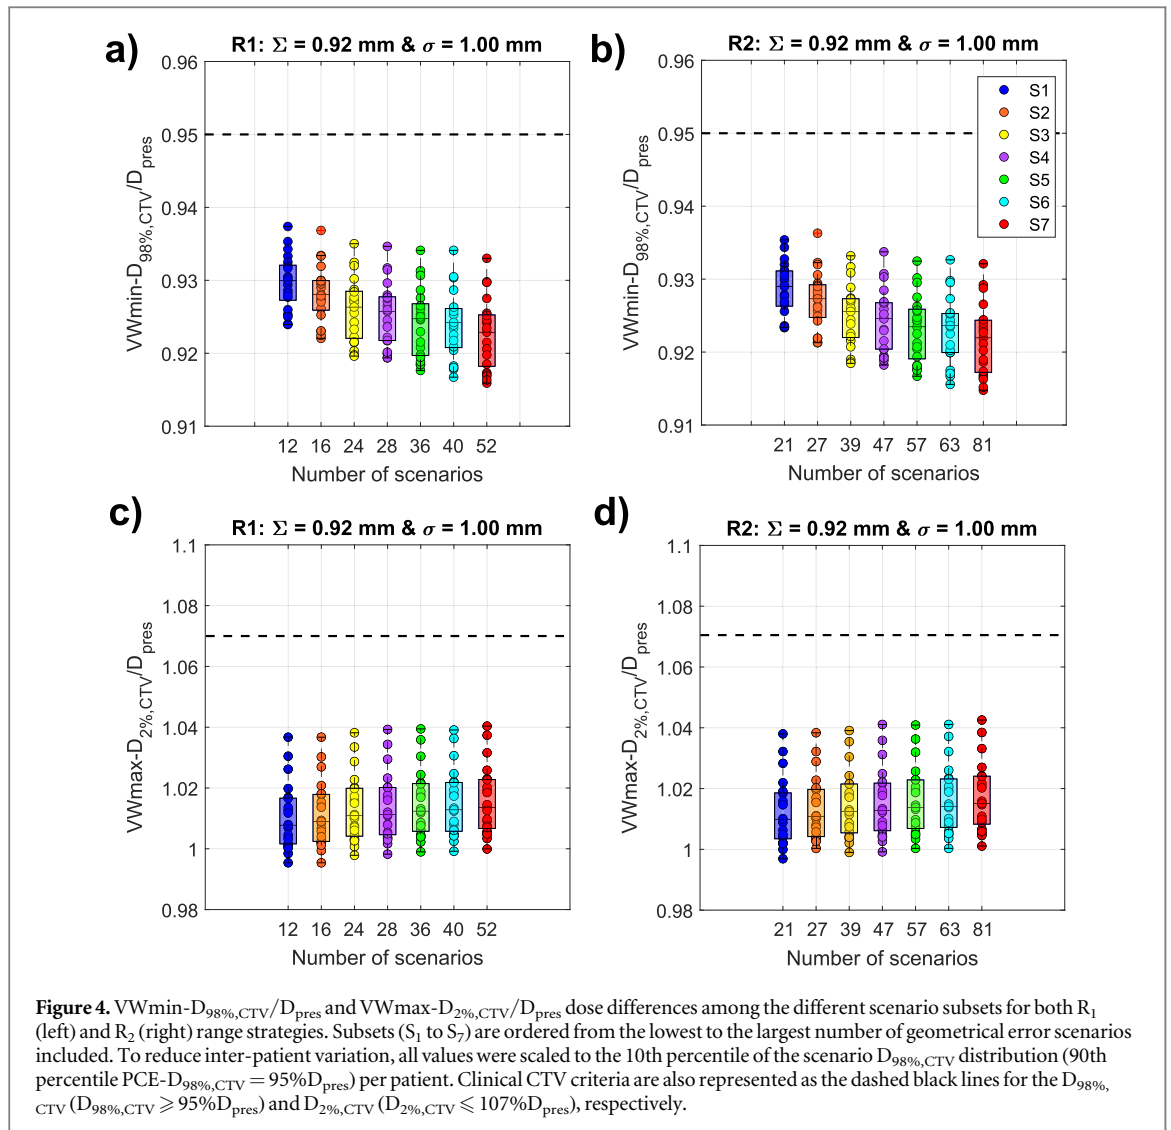 a)
R1: Σ = 0.92 mm & σ = 1.00 mm
0.96
0.95
0.94
0.93
0.92
0.91
VWmin-D98%,CTV/Dpres
12 16 24 28 36 40 52
Number of scenarios
b)
R2: Σ = 0.92 mm & σ = 1.00 mm
0.96
0.95
0.94
0.93
0.92
0.91
VWmin-D98%,CTV/Dpres
S1
S2
S3
S4
S5
S6
S7
21 27 39 47 57 63 81
Number of scenarios
c)
R1: Σ = 0.92 mm & σ = 1.00 mm
1.1
1.08
1.06
1.04
1.02
1
0.98
VWmax-D2%,CTV/Dpres
12 16 24 28 36 40 52
Number of scenarios
d)
R2: Σ = 0.92 mm & σ = 1.00 mm
1.1
1.08
1.06
1.04
1.02
1
0.98
VWmax-D2%,CTV/Dpres
21 27 39 47 57 63 81
Number of scenarios
Figure 4. VWmin-D98%,CTV/Dpres and VWmax-D2%,CTV/Dpres dose differences among the different scenario subsets for both R1
(left) and R2 (right) range strategies. Subsets (S1 to S7) are ordered from the lowest to the largest number of geometrical error scenarios
included. To reduce inter-patient variation, all values were scaled to the 10th percentile of the scenario D98%,CTV distribution (90th
percentile PCE-D98%,CTV = 95%Dpres) per patient. Clinical CTV criteria are also represented as the dashed black lines for the D98%,
CTV (D98%,CTV ⩾ 95%Dpres) and D2%,CTV (D2%,CTV ⩽ 107%Dpres), respectively.